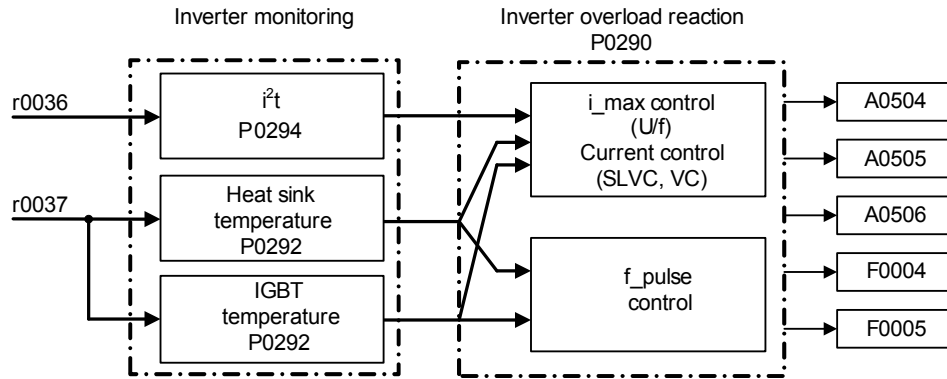 Inverter monitoring
Inverter overload reaction
P0290
r0036
i²t
P0294
r0037
Heat sink
temperature
P0292
IGBT
temperature
P0292
i_max control
(U/f)
Current control
(SLVC, VC)
f_pulse
control
A0504
A0505
A0506
F0004
F0005